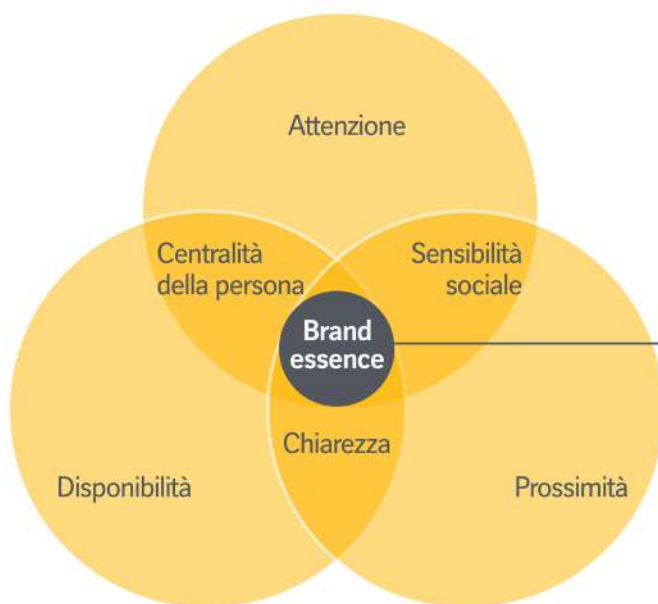 Attenzione
Centralità
della persona
Sensibilità
sociale
Brand
essence
Chiarezza
Disponibilità
Prossimità